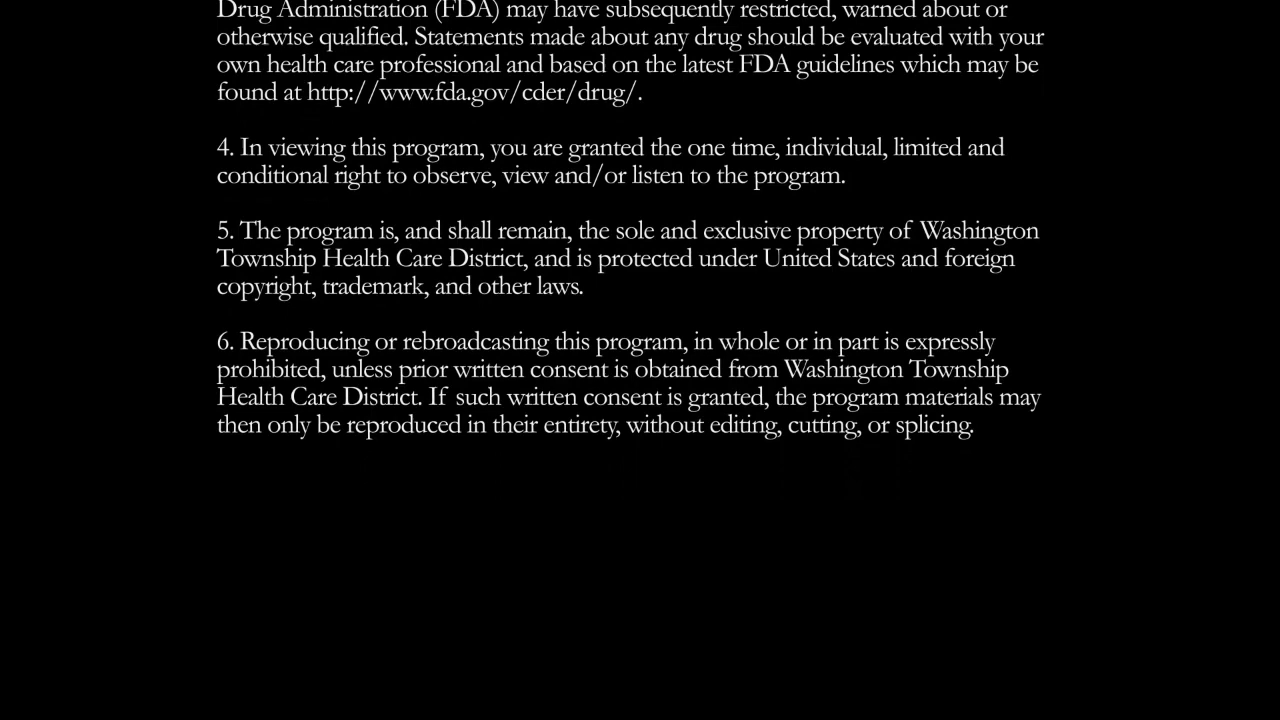 Drug Administration (FDA) may have subsequently restricted, warned about or
otherwise qualified. Statements made about any drug should be evaluated with your
own health care professional and based on the latest FDA guidelines which may be
found at http://www.fda.gov/cder/drug/.
4. In viewing this program, you are granted the one time, individual, limited and
conditional right to observe, view and/or listen to the program.
5. The program is, and shall remain, the sole and exclusive property of Washington
Township Health Care District, and is protected under United States and foreign
copyright, trademark, and other laws.
6. Reproducing or rebroadcasting this program, in whole or in part is expressly
prohibited, unless prior written consent is obtained from Washington Township
Health Care District. If such written consent is granted, the program materials may
then only be reproduced in their entirety, without editing, cutting, or splicing.